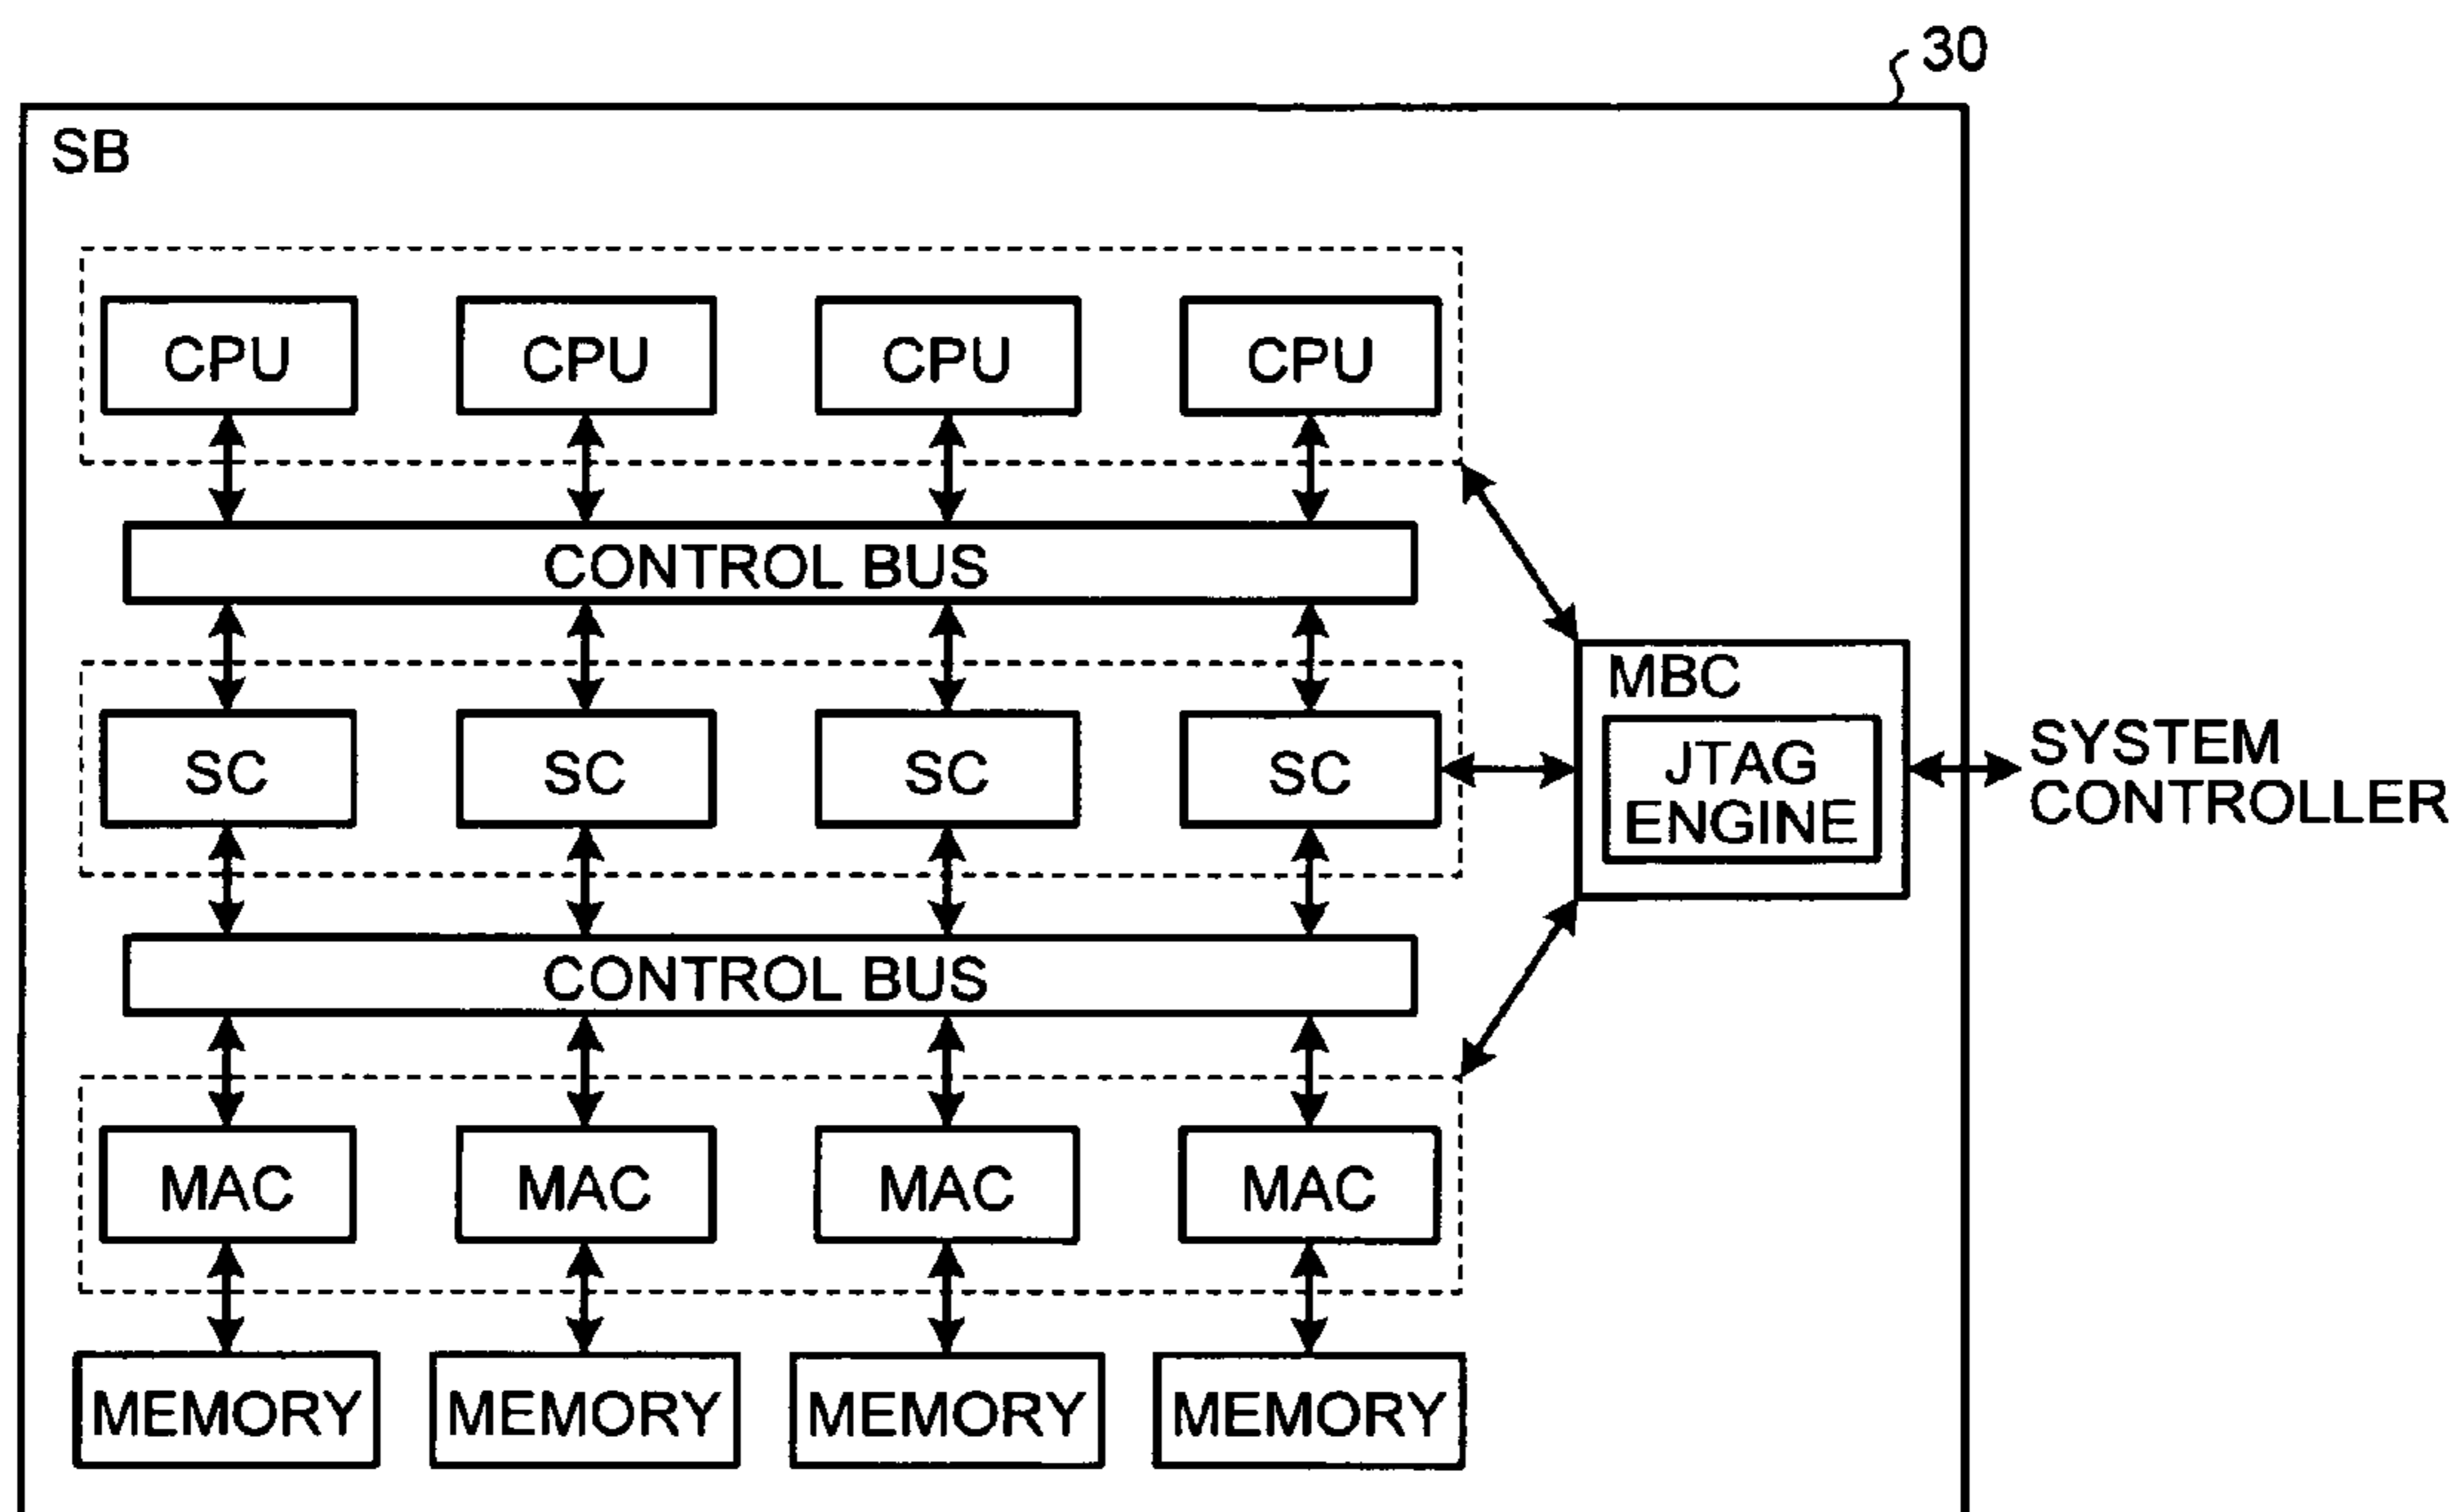 30
SB
CPU CPU CPU CPU
CONTROL BUS
MBC
JTAG
ENGINE
SYSTEM
CONTROLLER
SC SC SC SC
CONTROL BUS
MAC MAC MAC MAC
MEMORY MEMORY MEMORY MEMORY